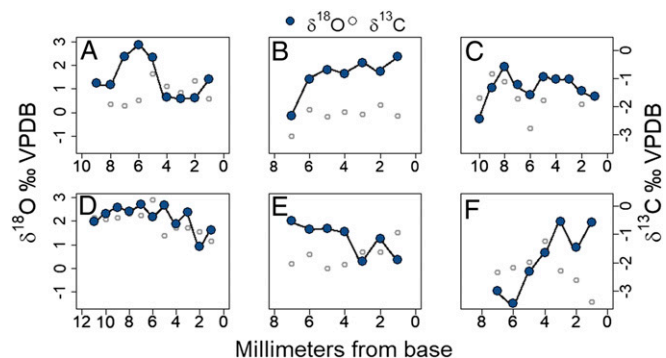 δ18O δ13C
A B C
3 2 1 0 -1
0 -1 -2 -3
10 8 6 4 2 0
8 6 4 2 0
10 8 6 4 2 0
δ18O ‰ VPDB
δ13C ‰ VPDB
D E F
3 2 1 0 -1
0 -1 -2 -3
12 10 8 6 4 2 0
8 6 4 2 0
8 6 4 2 0
Millimeters from base